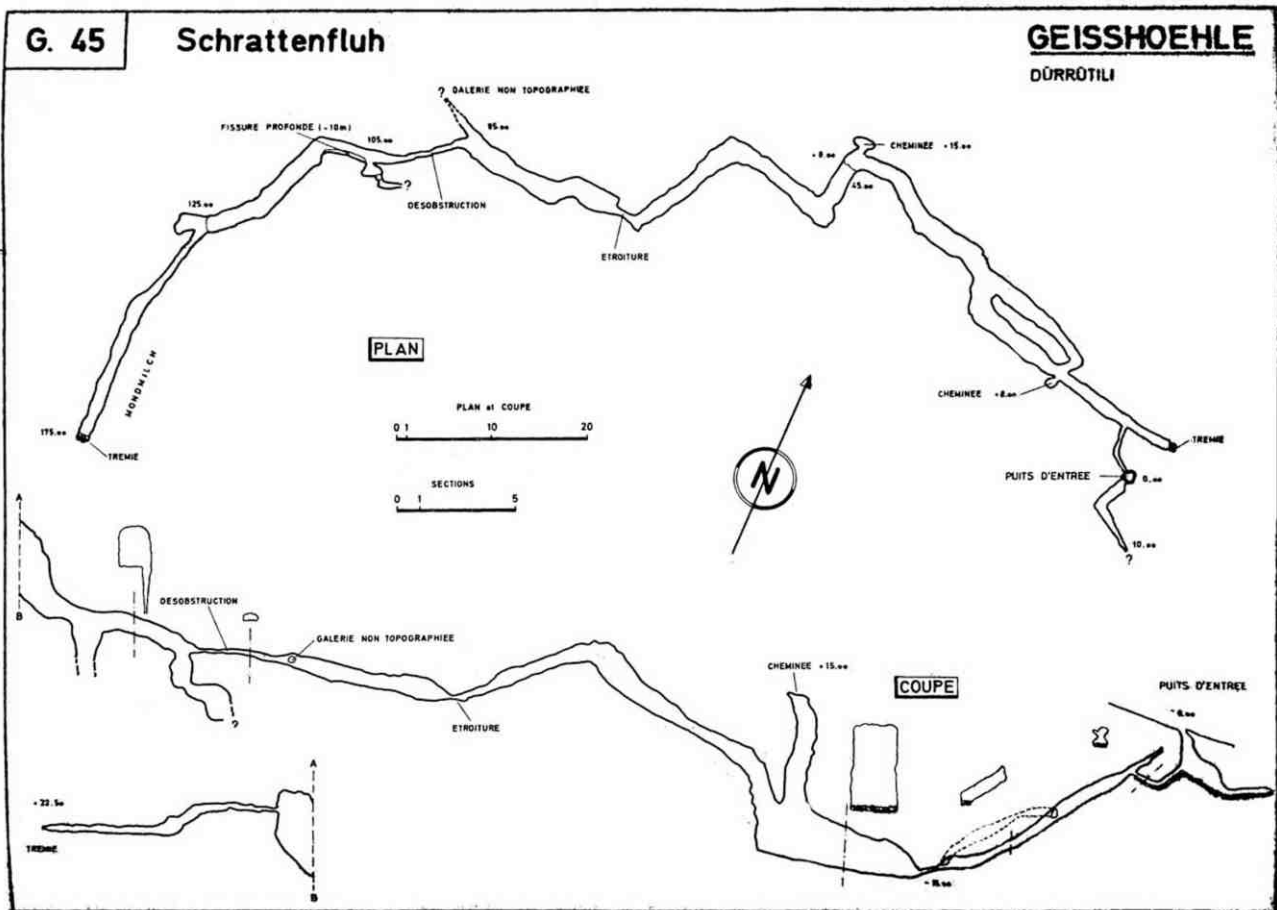 G. 45
Schrattenfluh
GEISSHOEHLE
DÜRRÜTILI
? GALERIE NON TOPOGRAPHIEE
95.oo
FISSURE PROFONDE (-10m)
105.oo
DESOBSTRUCTION
?
125.oo
ETROITURE
CHEMINEE +15.oo
45.oo
MONDMILCH
175.oo
TREMIE
PLAN
PLAN et COUPE
0 1 10 20
SECTIONS
0 1 5
N
CHEMINEE
TREMIE
PUITS D'ENTREE
0.oo
10.oo
?
A
B
DESOBSTRUCTION
GALERIE NON TOPOGRAPHIEE
?
ETROITURE
CHEMINEE +15.oo
COUPE
PUITS D'ENTREE
A
+22.5o
TREMIE
B